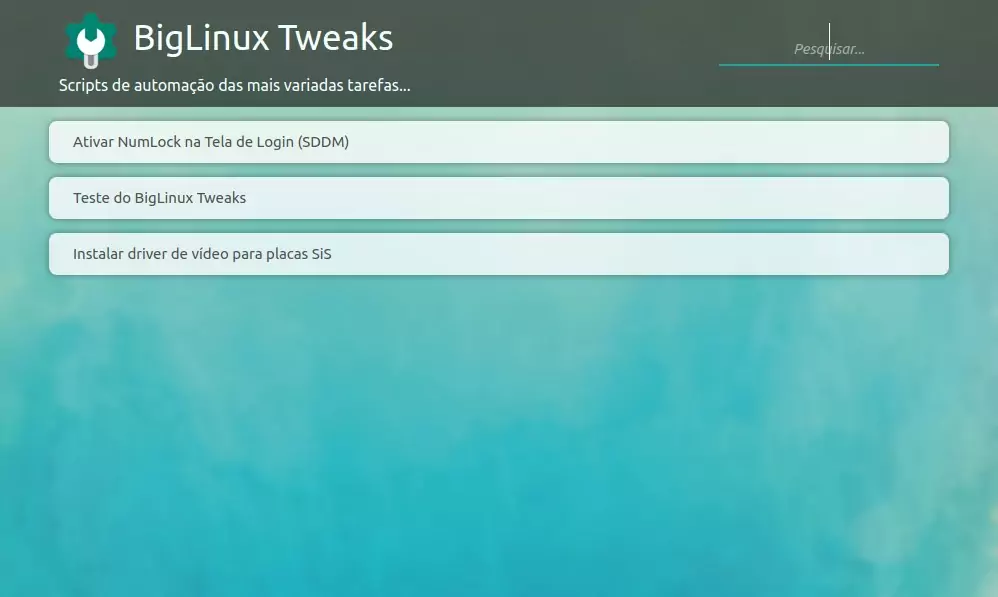 BigLinux Tweaks
Pesquisar...
Scripts de automação das mais variadas tarefas...
Ativar NumLock na Tela de Login (SDDM)
Teste do BigLinux Tweaks
Instalar driver de vídeo para placas SiS